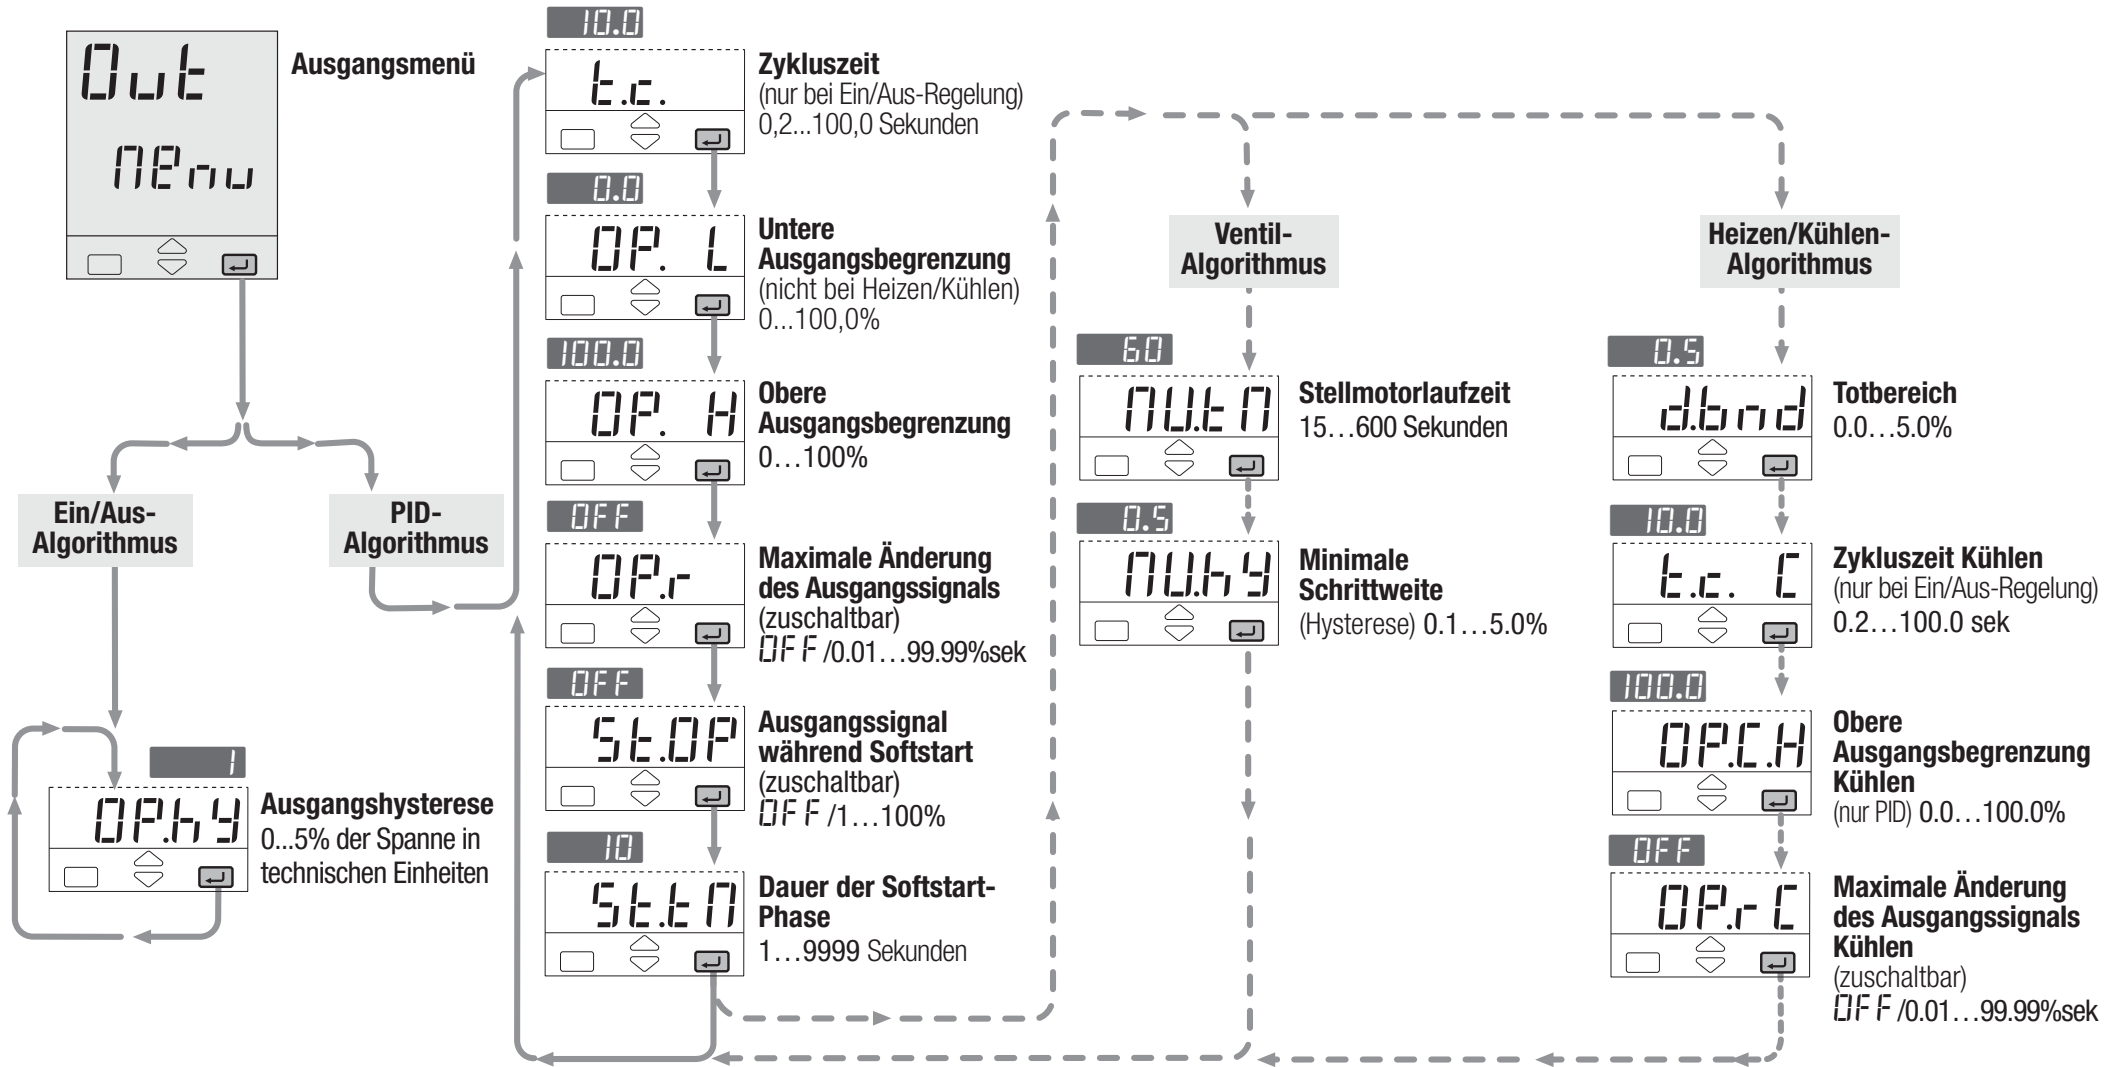 Out
MEnu
Ausgangsmenü
Ein/Aus-
Algorithmus
PID-
Algorithmus
1
OP.hY
Ausgangshysterese
0...5% der Spanne in
technischen Einheiten
10.0
t.c.
Zykluszeit
(nur bei Ein/Aus-Regelung)
0,2...100,0 Sekunden
0.0
OP. L
Untere
Ausgangsbegrenzung
(nicht bei Heizen/Kühlen)
0...100,0%
100.0
OP. H
Obere
Ausgangsbegrenzung
0...100%
OFF
OP.r
Maximale Änderung
des Ausgangssignals
(zuschaltbar)
OFF /0.01...99.99%sek
OFF
St.OP
Ausgangssignal
während Softstart
(zuschaltbar)
OFF /1...100%
10
St.tM
Dauer der Softstart-
Phase
1...9999 Sekunden
Ventil-
Algorithmus
60
MV.tM
Stellmotorlaufzeit
15...600 Sekunden
0.5
MV.hY
Minimale
Schrittweite
(Hysterese) 0.1...5.0%
Heizen/Kühlen-
Algorithmus
0.5
d.bnd
Totbereich
0.0...5.0%
10.0
t.c. C
Zykluszeit Kühlen
(nur bei Ein/Aus-Regelung)
0.2...100.0 sek
100.0
OP.C.H
Obere
Ausgangsbegrenzung
Kühlen
(nur PID) 0.0...100.0%
OFF
OP.r C
Maximale Änderung
des Ausgangssignals
Kühlen
(zuschaltbar)
OFF /0.01...99.99%sek